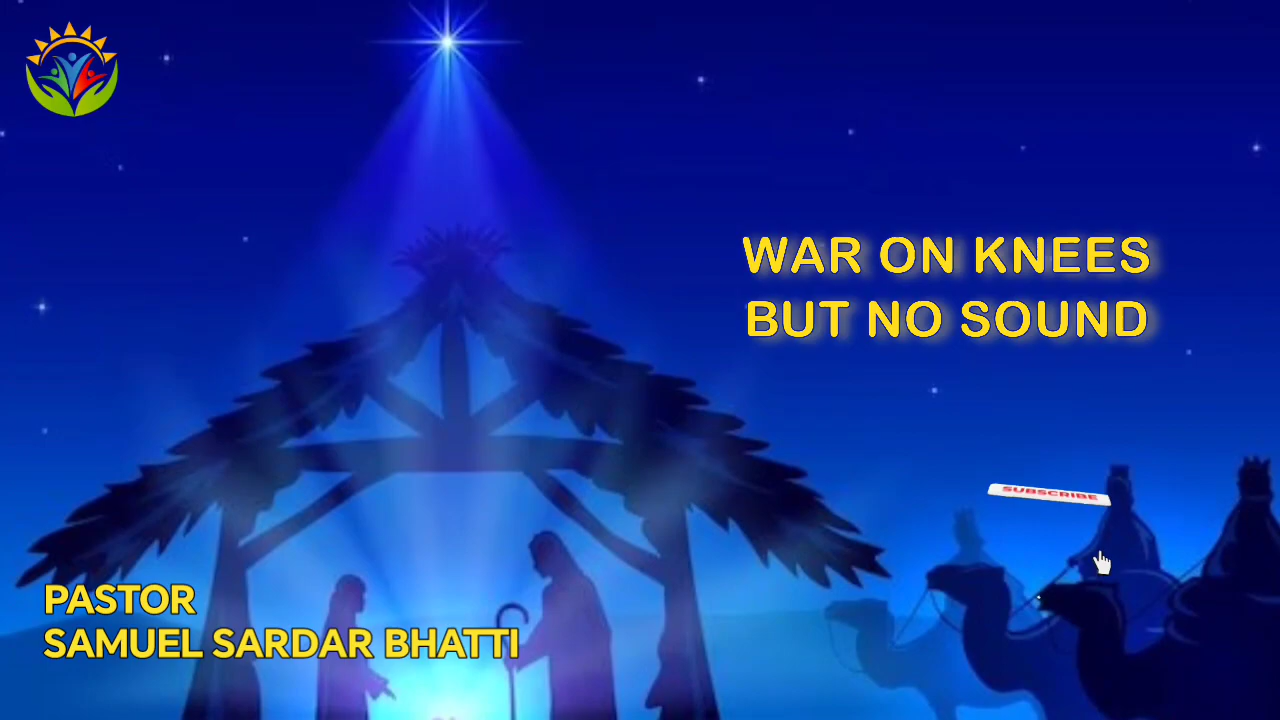 WAR ON KNEES
BUT NO SOUND
SUBSCRIBE
PASTOR
SAMUEL SARDAR BHATTI